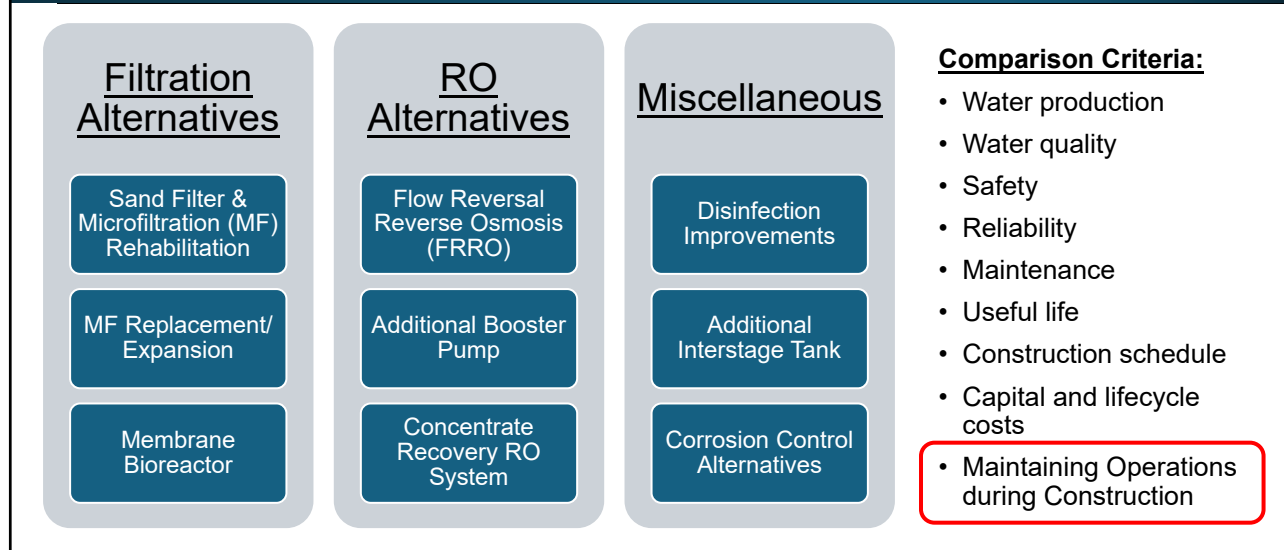 Filtration
Alternatives
Sand Filter &
Microfiltration (MF)
Rehabilitation
MF Replacement/
Expansion
Membrane
Bioreactor
RO
Alternatives
Flow Reversal
Reverse Osmosis
(FRRO)
Additional Booster
Pump
Concentrate
Recovery RO
System
Miscellaneous
Disinfection
Improvements
Additional
Interstage Tank
Corrosion Control
Alternatives
Comparison Criteria:
• Water production
• Water quality
• Safety
• Reliability
• Maintenance
• Useful life
• Construction schedule
• Capital and lifecycle
costs
• Maintaining Operations
during Construction